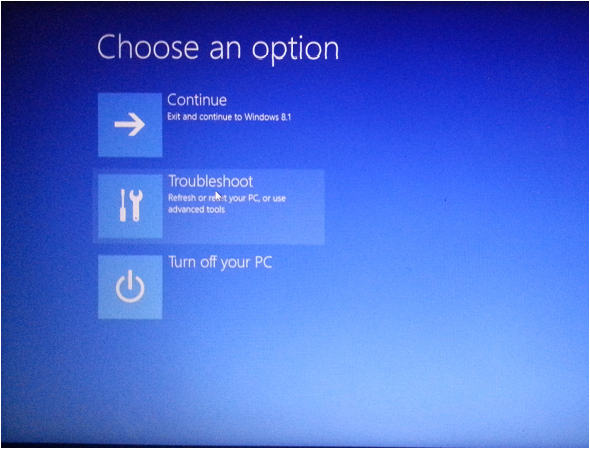 Choose an option
Continue
Exit and continue to Windows 8.1
Troubleshoot
Refresh or reset your PC, or use
advanced tools
Turn off your PC